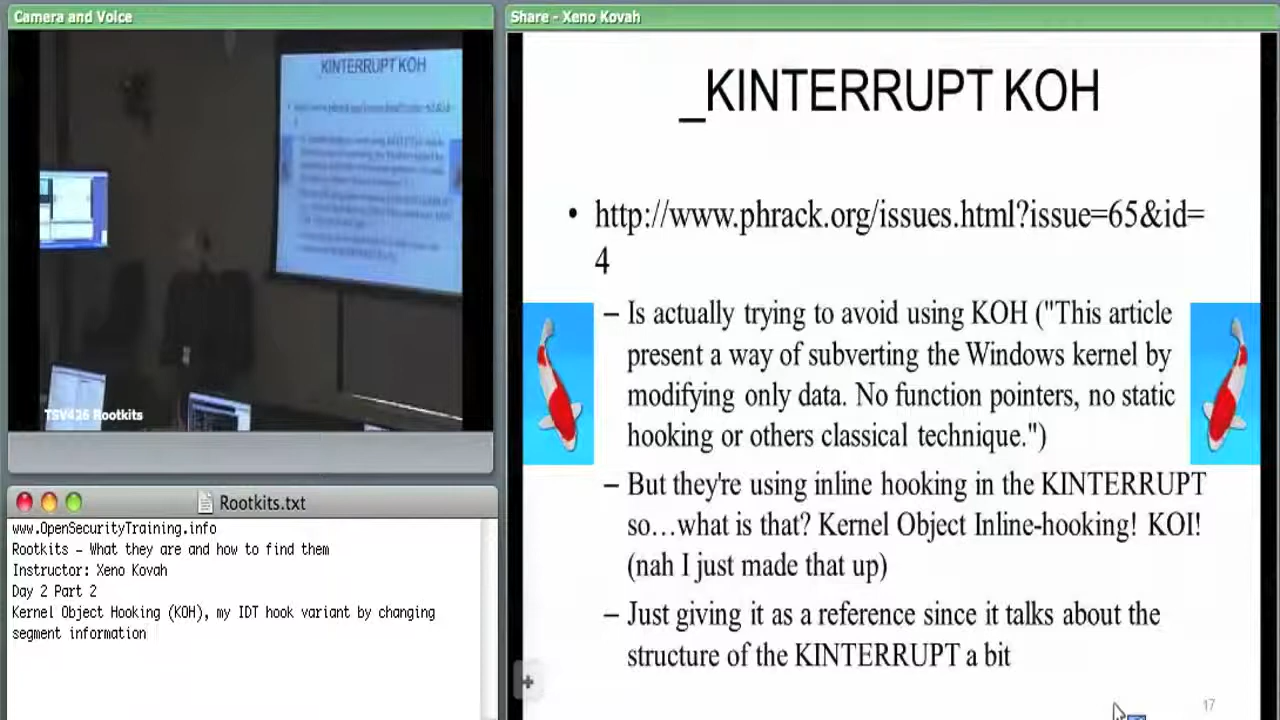 Camera and Voice
KINTERRUPT KOH
TSV426 Rootkits
Rootkits.txt
www.OpenSecurityTraining.info
Rootkits – What they are and how to find them
Instructor: Xeno Kovah
Day 2 Part 2
Kernel Object Hooking (KOH), my IDT hook variant by changing
segment information
Share - Xeno Kovah
_KINTERRUPT KOH
• http://www.phrack.org/issues.html?issue=65&id=
4
– Is actually trying to avoid using KOH ("This article
present a way of subverting the Windows kernel by
modifying only data. No function pointers, no static
hooking or others classical technique.")
– But they're using inline hooking in the KINTERRUPT
so…what is that? Kernel Object Inline-hooking! KOI!
(nah I just made that up)
– Just giving it as a reference since it talks about the
structure of the KINTERRUPT a bit
17